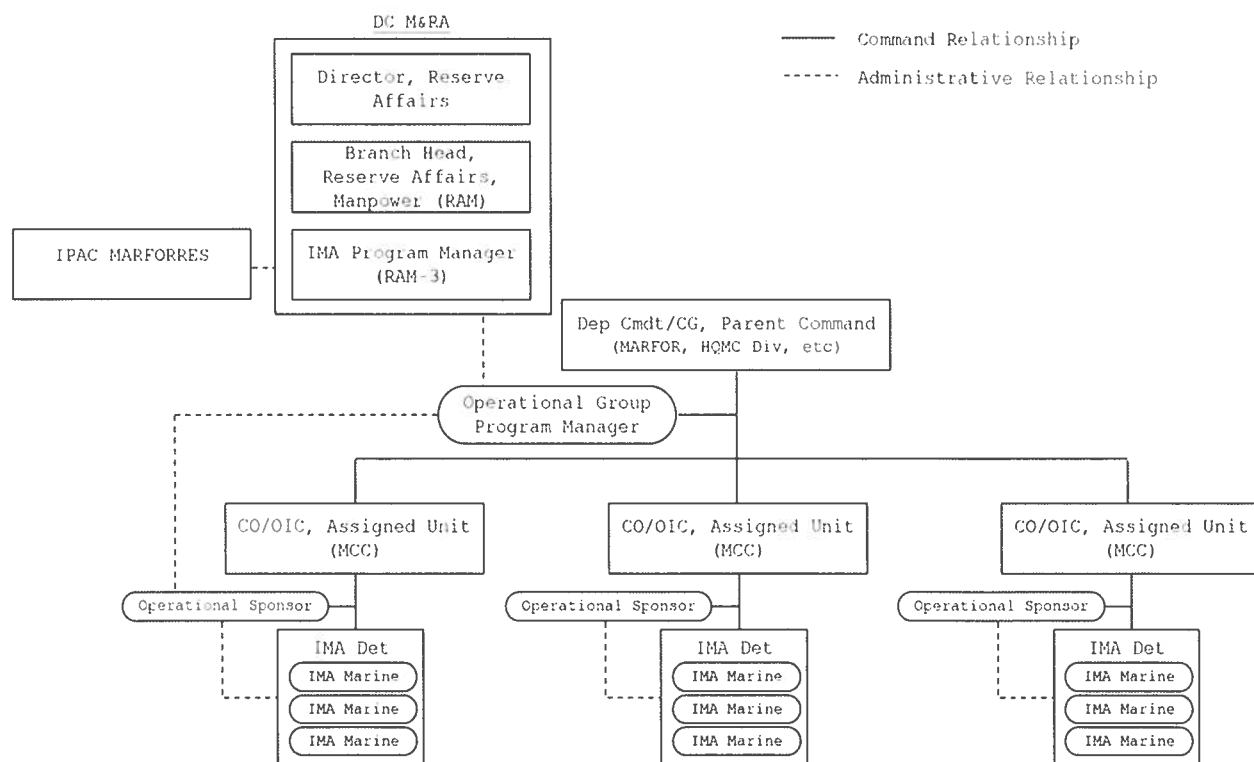 DC M&RA
Command Relationship
Administrative Relationship
Director, Reserve
Affairs
Branch Head,
Reserve Affairs,
Manpower (RAM)
IPAC MARFORRES
IMA Program Manager
(RAM-3)
Dep Cmdt/CG, Parent Command
(MARFOR, HQMC Div, etc)
Operational Group
Program Manager
CO/OIC, Assigned Unit
(MCC)
CO/OIC, Assigned Unit
(MCC)
CO/OIC, Assigned Unit
(MCC)
Operational Sponsor
Operational Sponsor
Operational Sponsor
IMA Det
IMA Marine
IMA Marine
IMA Marine
IMA Det
IMA Marine
IMA Marine
IMA Marine
IMA Det
IMA Marine
IMA Marine
IMA Marine